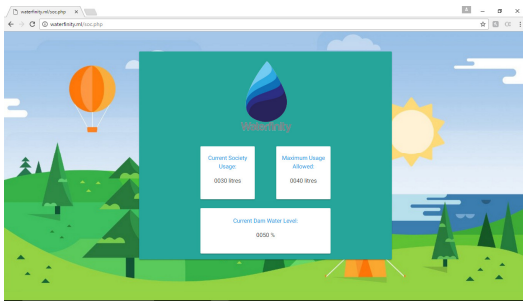 waterfinity.ml/soc.php
waterfinity.ml/soc.php
Waterfinity
Current Society
Usage:
0030 litres
Maximum Usage
Allowed:
0040 litres
Current Dam Water Level:
0050 %